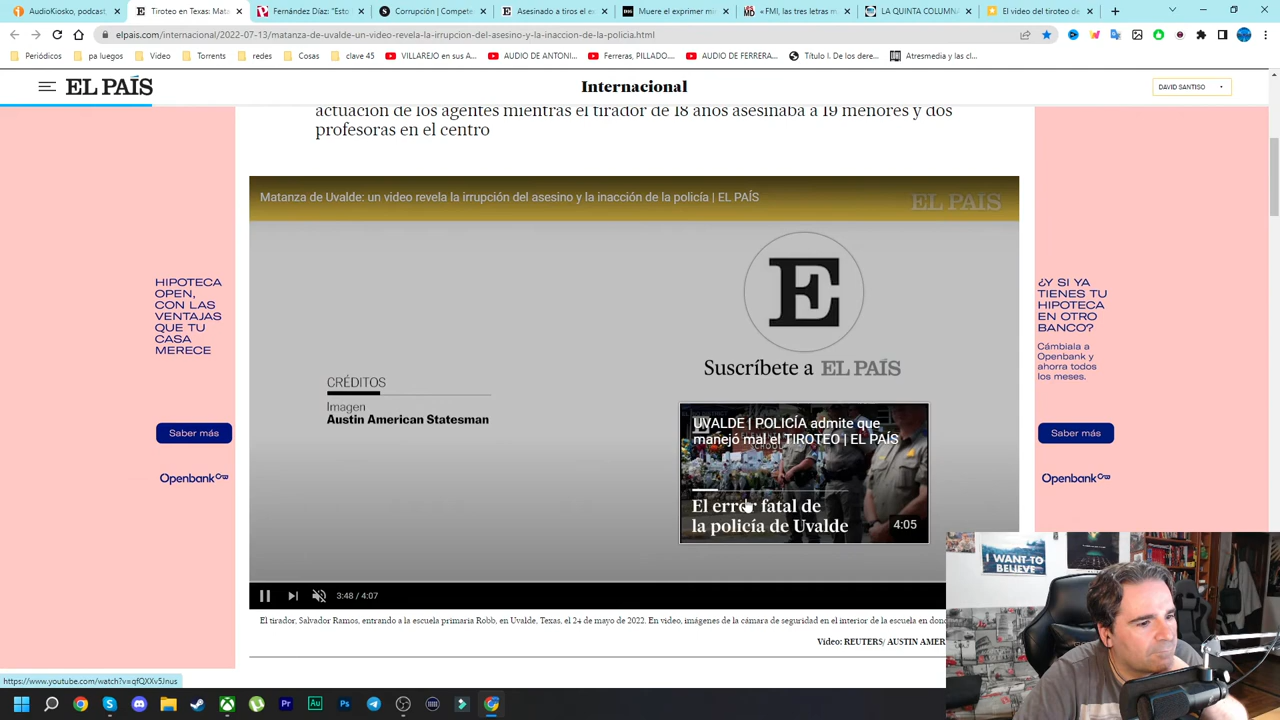 AudioKiosko, podcast
Tiroteo en Texas: Mata
Fernández Díaz: "Esto
Corrupción | Compete
Asesinado a tiros el ex
Muere el exprimer mi
«FMI, las tres letras m
LA QUINTA COLUMNA
El video del tiroteo de
elpais.com/internacional/2022-07-13/matanza-de-uvalde-un-video-revela-la-irrupcion-del-asesino-y-la-inaccion-de-la-policia.html
Periódicos
pa luegos
Video
Torrents
redes
Cosas
clave 45
VILLAREJO en sus A...
AUDIO DE ANTONI...
Ferreras, PILLADO....
AUDIO DE FERRERA...
Título I. De los dere...
Atresmedia y las cl...
EL PAÍS
Internacional
DAVID SANTISO
actuación de los agentes mientras el tirador de 18 años asesinaba a 19 menores y dos
profesoras en el centro
Matanza de Uvalde: un video revela la irrupción del asesino y la inacción de la policía | EL PAÍS
EL PAÍS
E
Suscríbete a EL PAÍS
CRÉDITOS
Imagen
Austin American Statesman
UVALDE | POLICÍA admite que
manejó mal el TIROTEO | EL PAÍS
El error fatal de
la policía de Uvalde
4:05
3:48 / 4:07
HIPOTECA
OPEN,
CON LAS
VENTAJAS
QUE TU
CASA
MERECE
Saber más
Openbank
¿Y SI YA
TIENES TU
HIPOTECA
EN OTRO
BANCO?
Cámbiala a
Openbank y
ahorra todos
los meses.
Saber más
Openbank
El tirador, Salvador Ramos, entrando a la escuela primaria Robb, en Uvalde, Texas, el 24 de mayo de 2022. En video, imágenes de la cámara de seguridad en el interior de la escuela en don
Vídeo: REUTERS/ AUSTIN AMER
https://www.youtube.com/watch?v=qfQXXv5Jnus
I WANT TO
BELIEVE